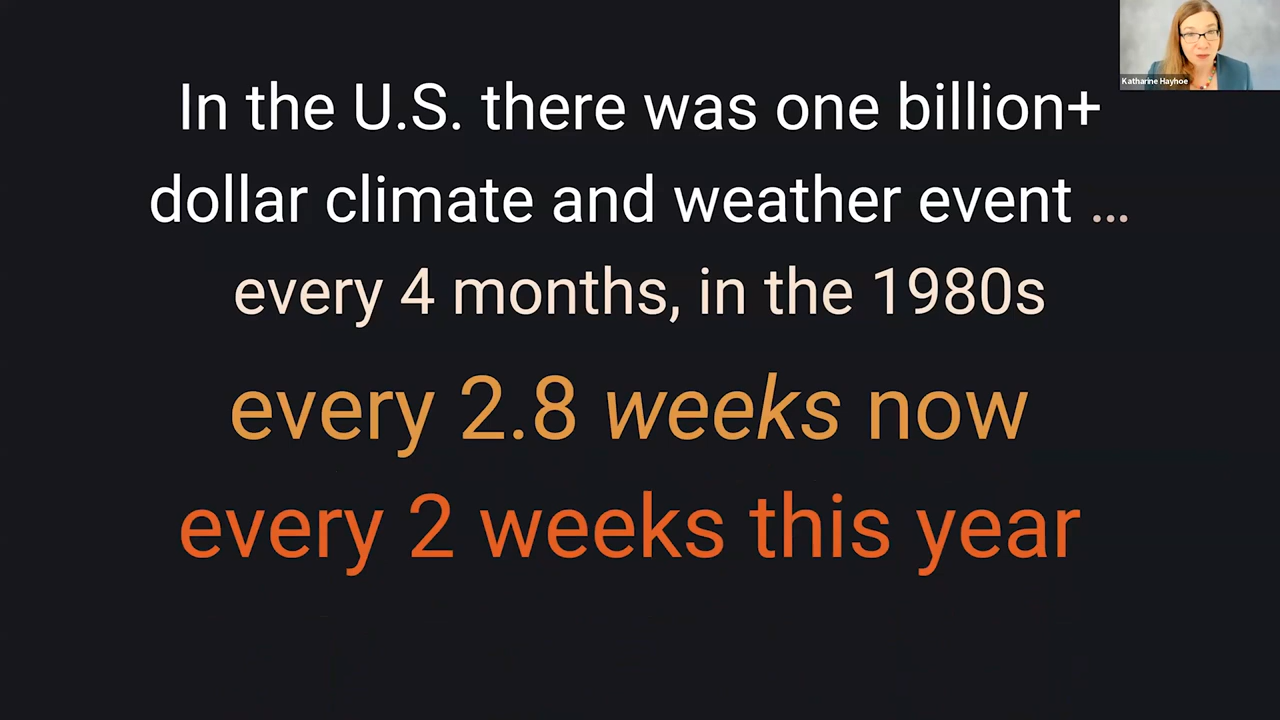 Katharine Hayhoe
In the U.S. there was one billion+
dollar climate and weather event ...
every 4 months, in the 1980s
every 2.8 weeks now
every 2 weeks this year